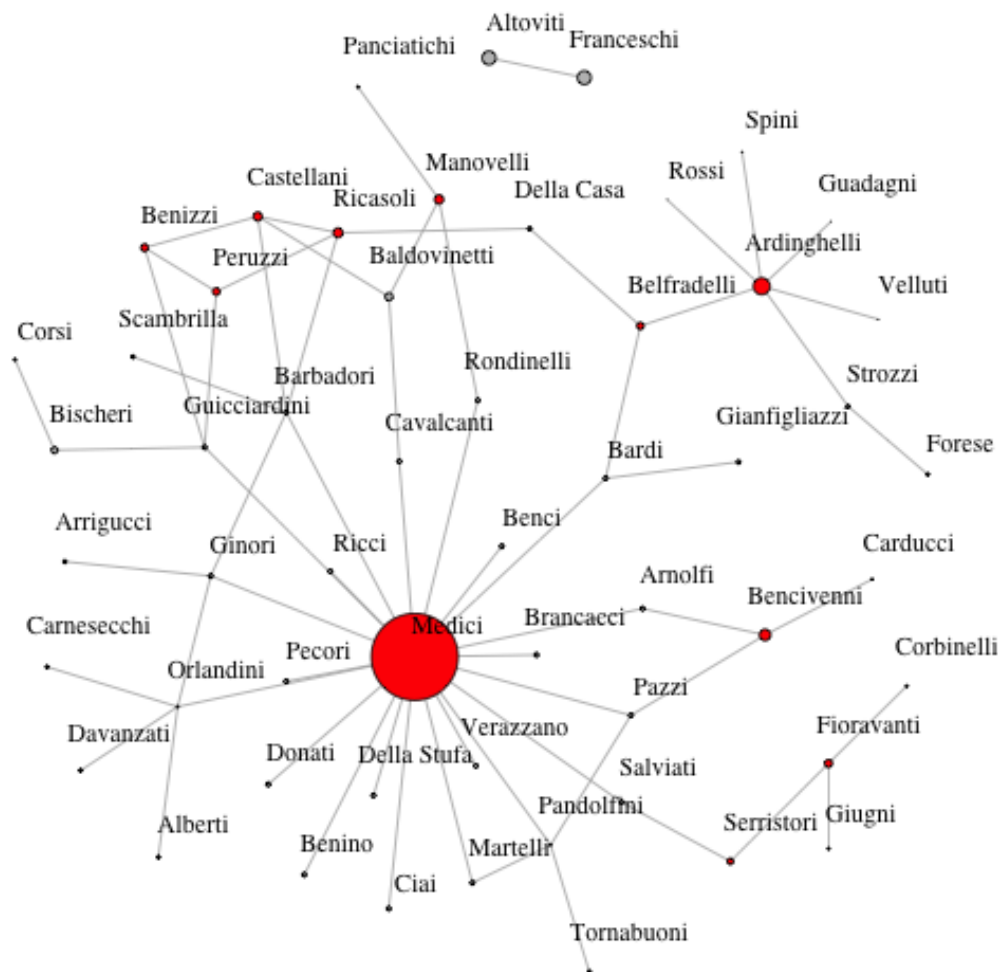 Altoviti
Franceschi
Panciatichi
Spini
Manovelli
Rossi
Castellani
Ricasoli
Della Casa
Guadagni
Benizzi
Ardinghelli
Peruzzi
Baldovinetti
Belfradelli
Velluti
Scambrilla
Corsi
Rondinelli
Barbadori
Strozzi
Guicciardini
Bischeri
Cavalcanti
Gianfigliazzi
Bardi
Forese
Arrigucci
Benci
Ginori
Ricci
Carducci
Arnolfi
Bencivenni
Brancacci
Medici
Carnesecchi
Corbinelli
Pecori
Orlandini
Pazzi
Fioravanti
Verazzano
Davanzati
Donati
Della Stufa
Salviati
Pandolfini
Giugni
Serristori
Alberti
Benino
Martelli
Ciai
Tornabuoni